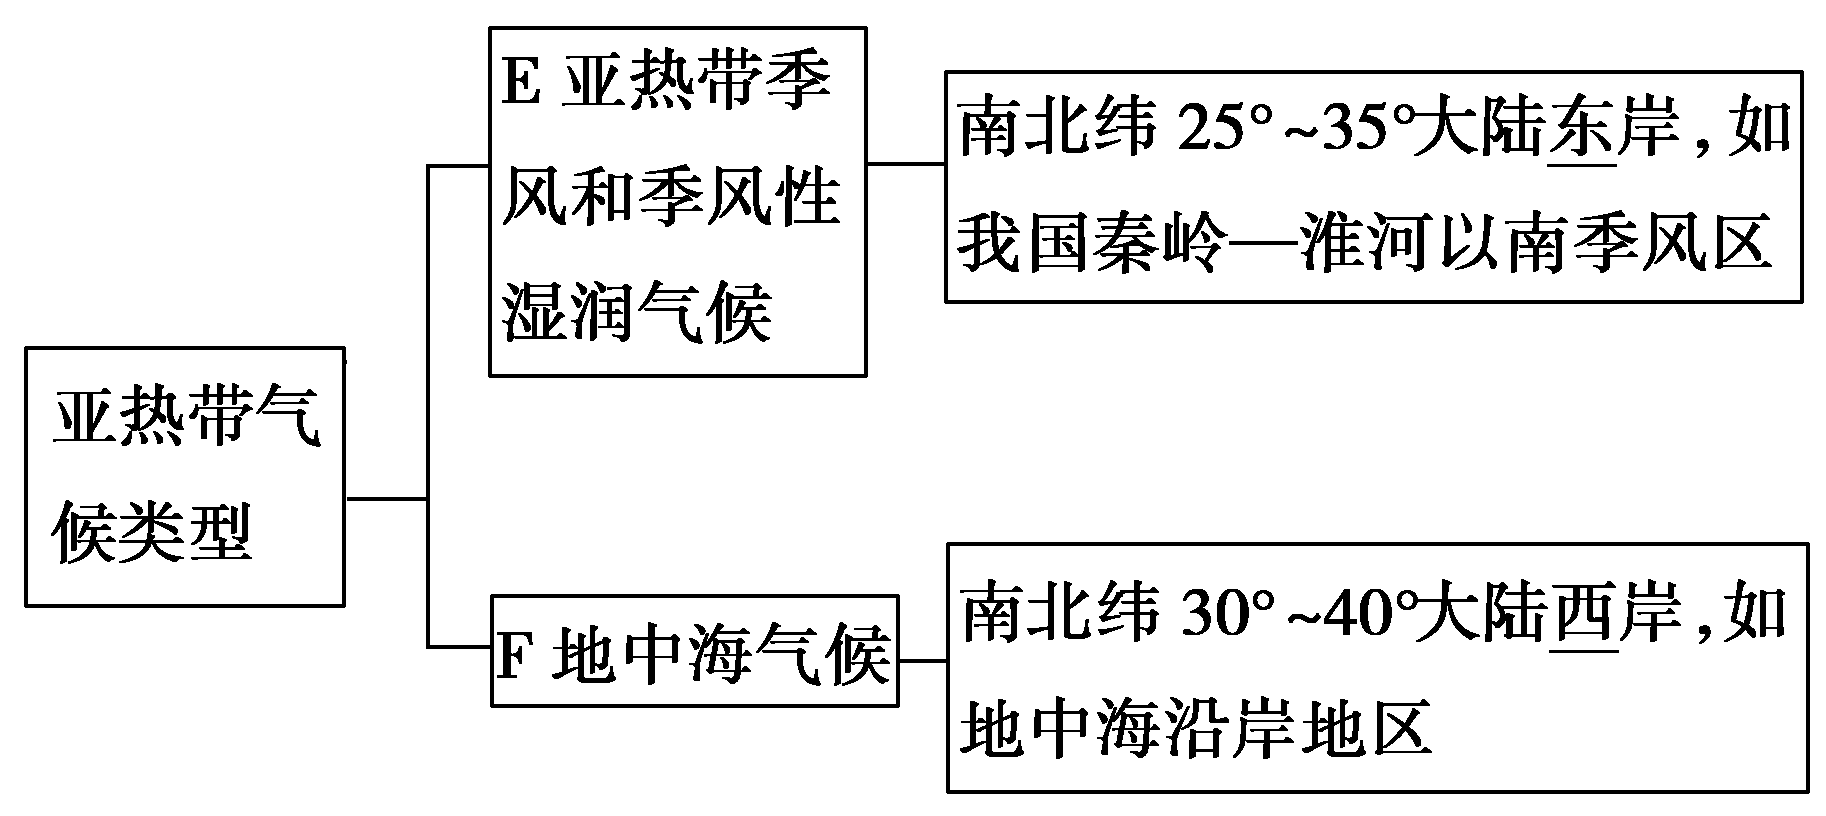 亚热带气
候类型
E 亚热带季
风和季风性
湿润气候
南北纬 25°~35°大陆东岸,如
我国秦岭—淮河以南季风区
F 地中海气候
南北纬 30°~40°大陆西岸,如
地中海沿岸地区